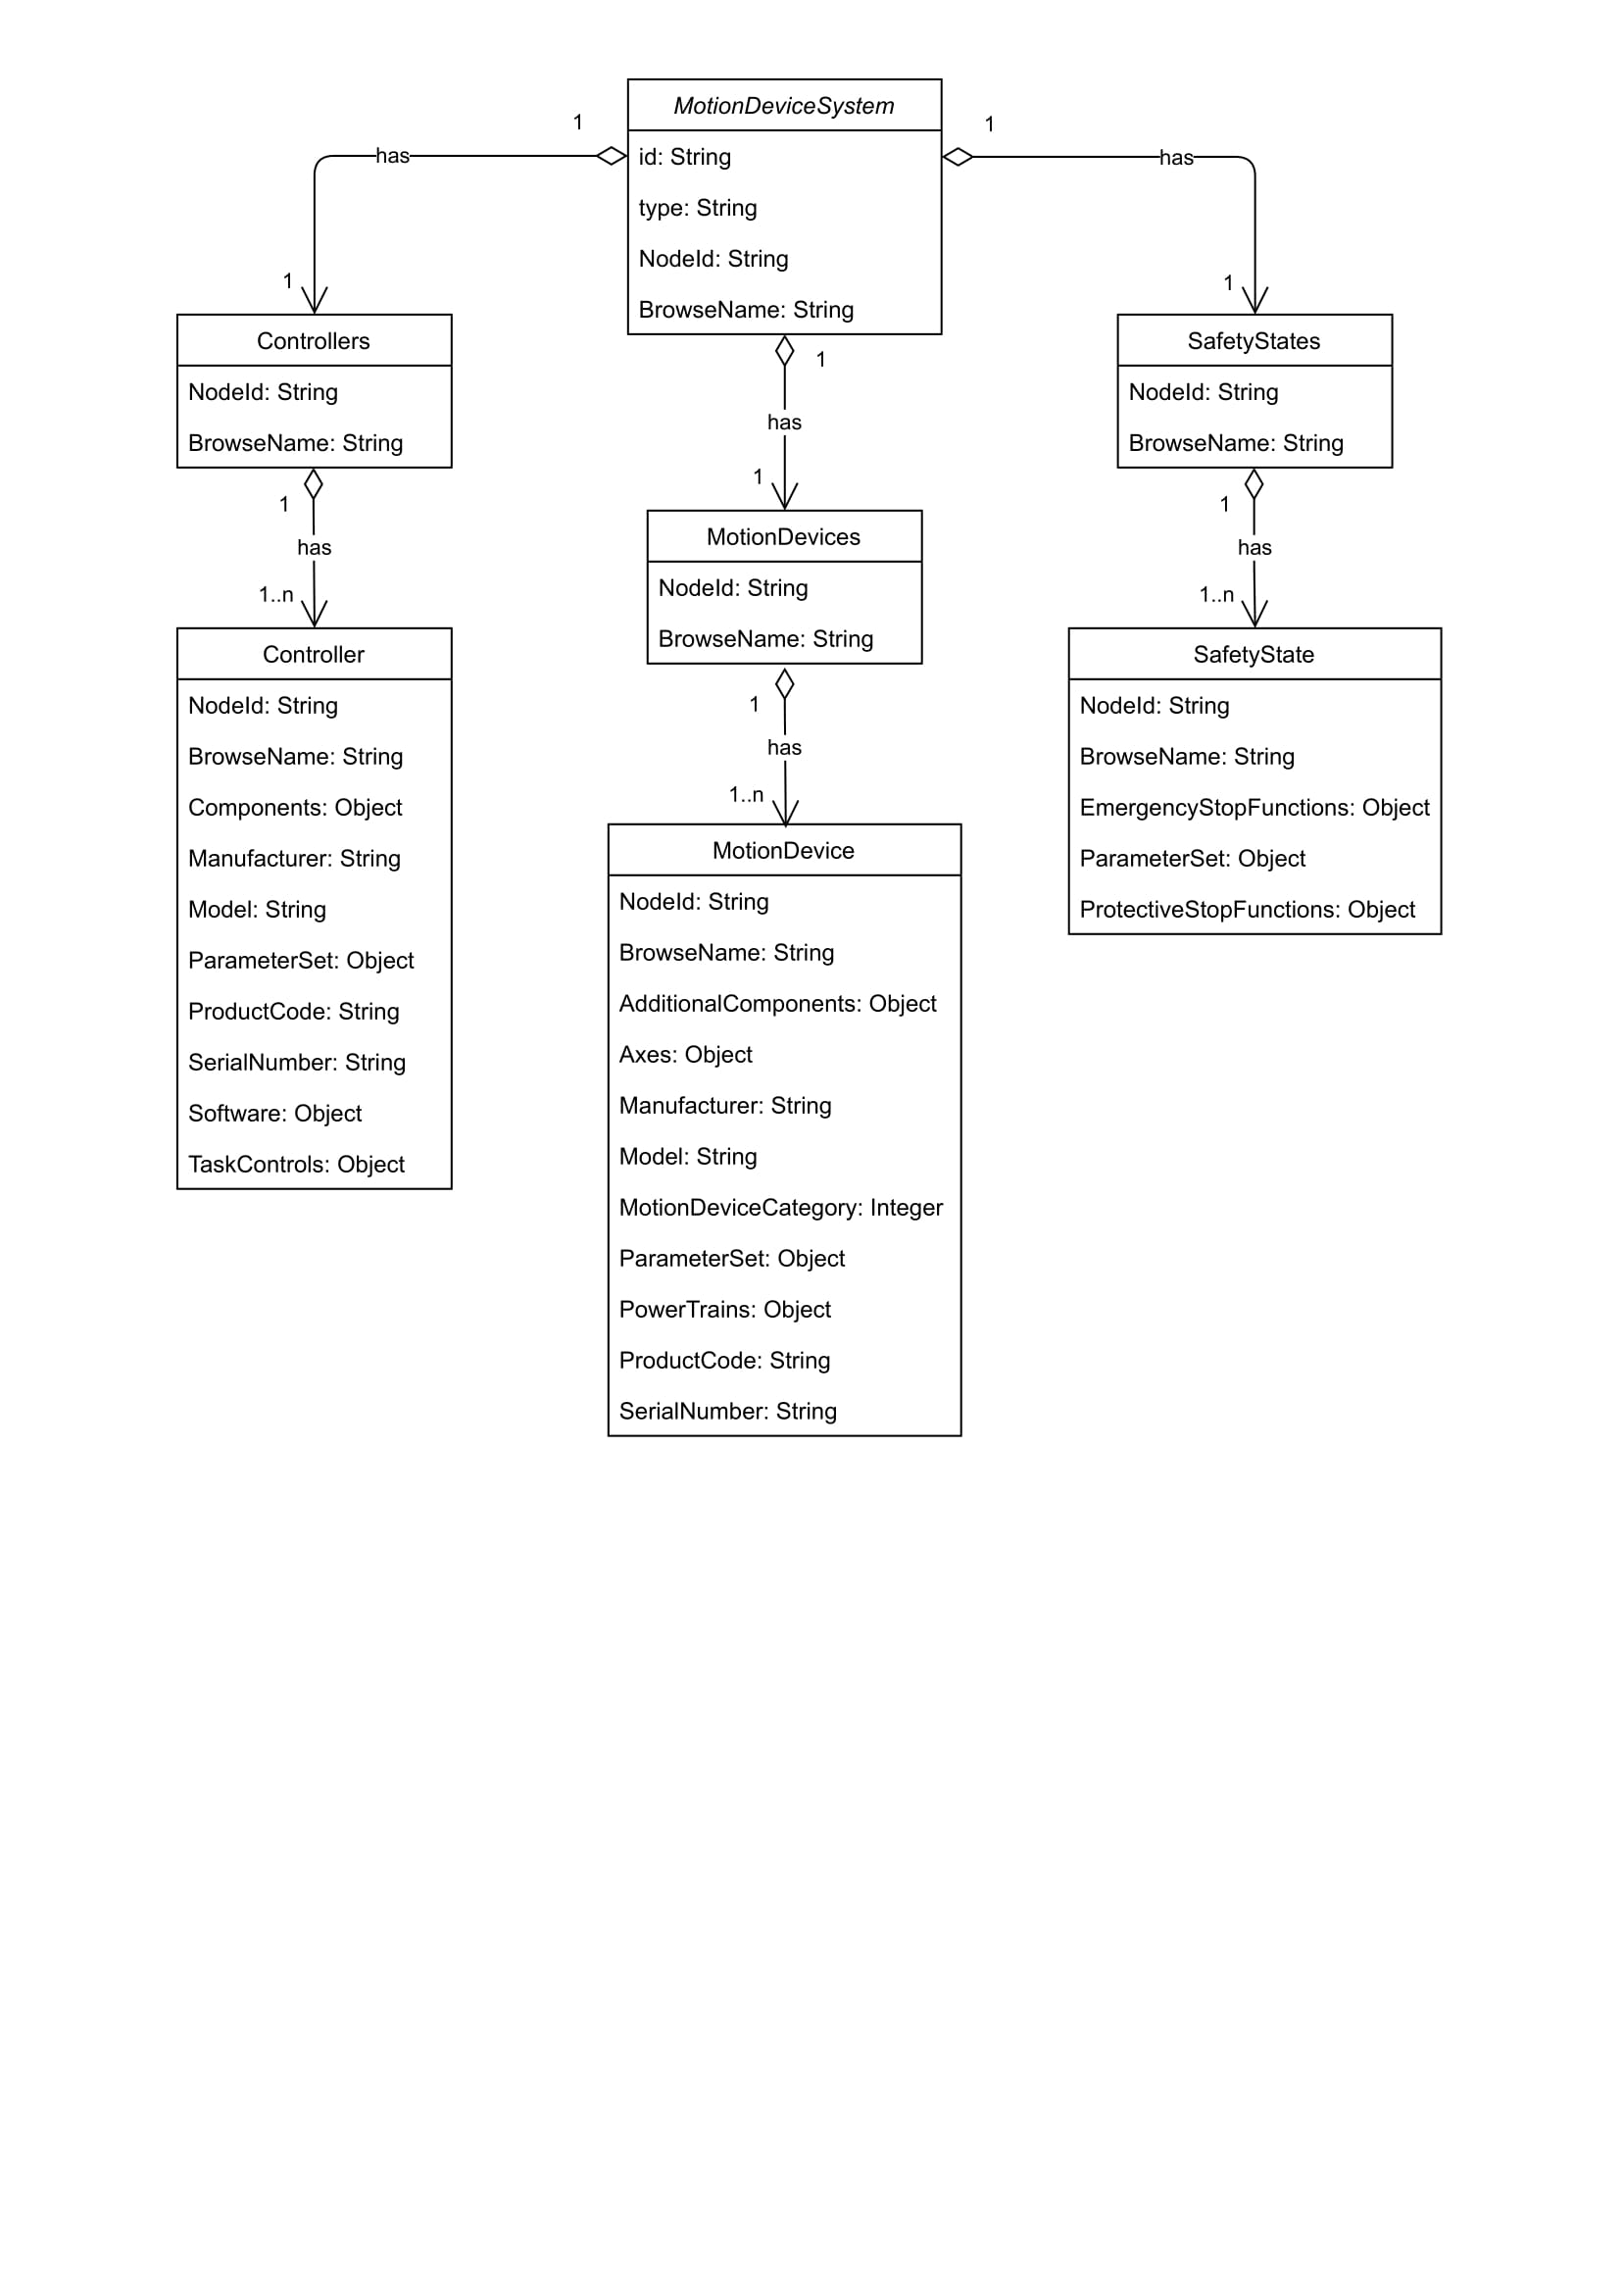 MotionDeviceSystem
id: String
type: String
NodeId: String
BrowseName: String
1
has
1
1
has
1
1
has
1
Controllers
NodeId: String
BrowseName: String
1
has
1..n
Controller
NodeId: String
BrowseName: String
Components: Object
Manufacturer: String
Model: String
ParameterSet: Object
ProductCode: String
SerialNumber: String
Software: Object
TaskControls: Object
MotionDevices
NodeId: String
BrowseName: String
1
has
1..n
MotionDevice
NodeId: String
BrowseName: String
AdditionalComponents: Object
Axes: Object
Manufacturer: String
Model: String
MotionDeviceCategory: Integer
ParameterSet: Object
PowerTrains: Object
ProductCode: String
SerialNumber: String
SafetyStates
NodeId: String
BrowseName: String
1
has
1..n
SafetyState
NodeId: String
BrowseName: String
EmergencyStopFunctions: Object
ParameterSet: Object
ProtectiveStopFunctions: Object